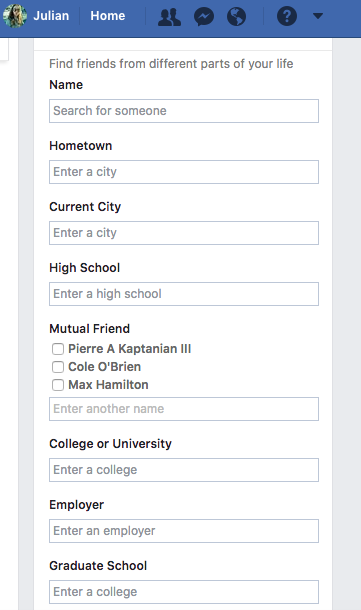 Julian Home
Find friends from different parts of your life
Name
Search for someone
Hometown
Enter a city
Current City
Enter a city
High School
Enter a high school
Mutual Friend
Pierre A Kaptanian III
Cole O'Brien
Max Hamilton
Enter another name
College or University
Enter a college
Employer
Enter an employer
Graduate School
Enter a college